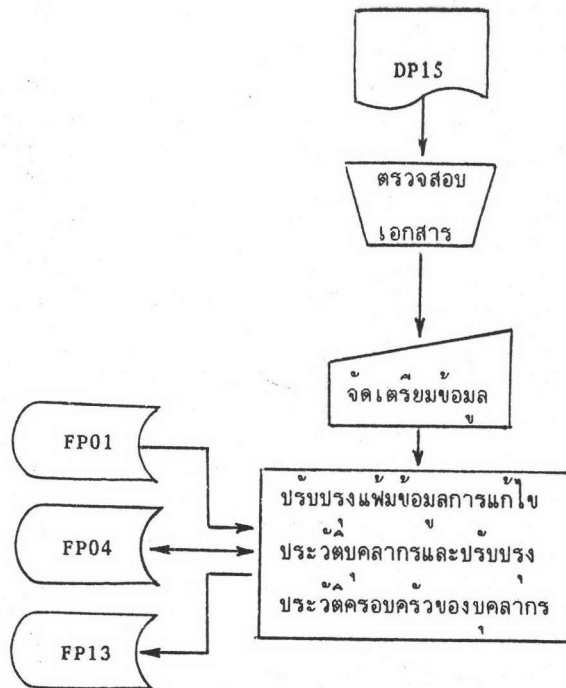 DP15
ตรวจสอบ
เอกสาร
จัดเตรียมข้อมูล
FP01
FP04
FP13
ปรับปรุงแฟ้มข้อมูลการแก้ไข
ประวัติบุคลากรและปรับปรุง
ประวัติครอบครัวของบุคลากร